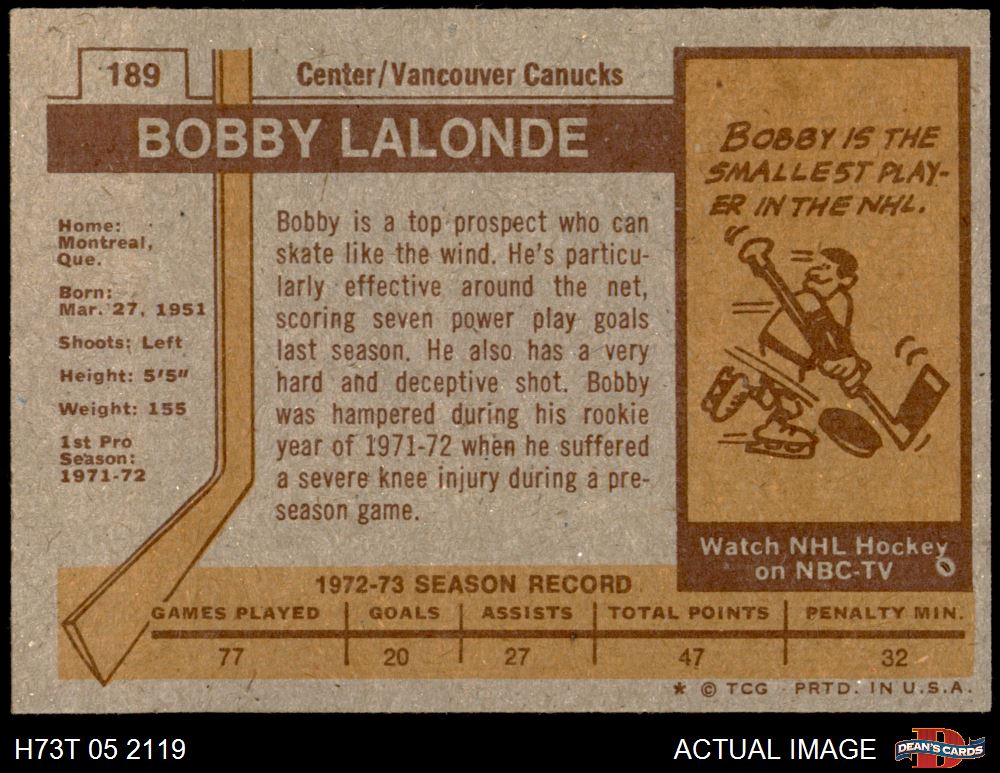 189
Center/Vancouver Canucks
BOBBY LALONDE
Home:
Montreal,
Que.
Born:
Mar. 27, 1951
Shoots: Left
Height: 5'5"
Weight: 155
1st Pro
Season:
1971-72
Bobby is a top prospect who can
skate like the wind. He's particu-
larly effective around the net,
scoring seven power play goals
last season. He also has a very
hard and deceptive shot. Bobby
was hampered during his rookie
year of 1971-72 when he suffered
a severe knee injury during a pre-
season game.
BOBBY IS THE
SMALLEST PLAY-
ER IN THE NHL.
Watch NHL Hockey
on NBC-TV
1972-73 SEASON RECORD
GAMES PLAYED GOALS ASSISTS TOTAL POINTS PENALTY MIN.
77 20 27 47 32
* © TCG PRTD. IN U.S.A.
H73T 05 2119
ACTUAL IMAGE
DEAN'S CARDS